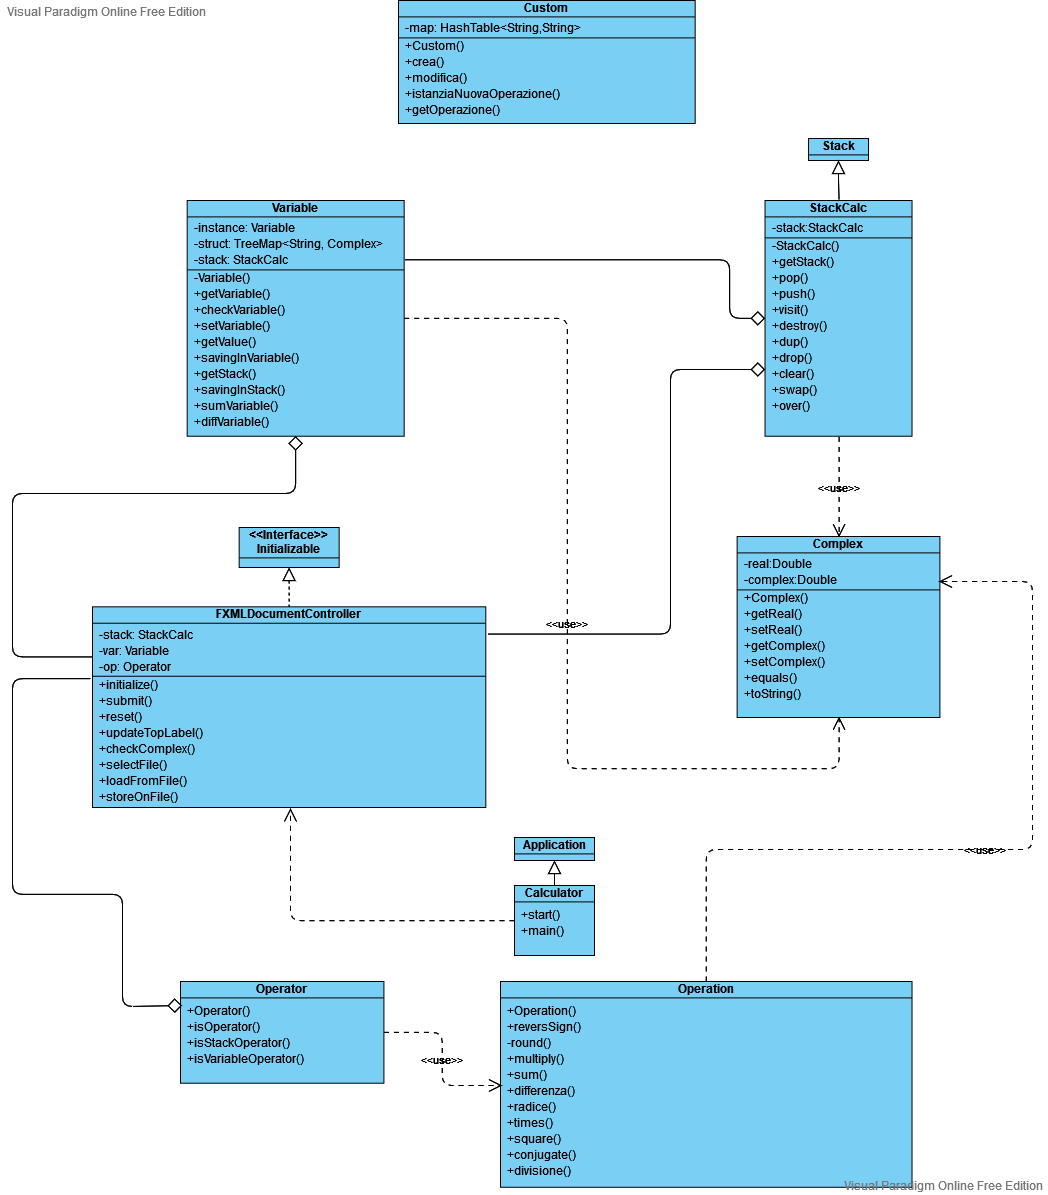 Visual Paradigm Online Free Edition
Custom
-map: HashTable<String,String>
+Custom()
+crea()
+modifica()
+istanziaNuovaOperazione()
+getOperazione()
Stack
Variable
-instance: Variable
-struct: TreeMap<String, Complex>
-stack: StackCalc
-Variable()
+getVariable()
+checkVariable()
+setVariable()
+getValue()
+savingInVariable()
+getStack()
+savingInStack()
+sumVariable()
+diffVariable()
StackCalc
-stack:StackCalc
-StackCalc()
+getStack()
+pop()
+push()
+visit()
+destroy()
+dup()
+drop()
+clear()
+swap()
+over()
<<use>>
<<Interface>>
Initializable
Complex
-real:Double
-complex:Double
+Complex()
+getReal()
+setReal()
+getComplex()
+setComplex()
+equals()
+toString()
FXMLDocumentController
-stack: StackCalc
-var: Variable
-op: Operator
+initialize()
+submit()
+reset()
+updateTopLabel()
+checkComplex()
+selectFile()
+loadFromFile()
+storeOnFile()
<<use>>
Application
Calculator
+start()
+main()
<<use>>
Operator
+Operator()
+isOperator()
+isStackOperator()
+isVariableOperator()
<<use>>
Operation
+Operation()
+reversSign()
-round()
+multiply()
+sum()
+differenza()
+radice()
+times()
+square()
+conjugate()
+divisione()
Visual Paradigm Online Free Edition